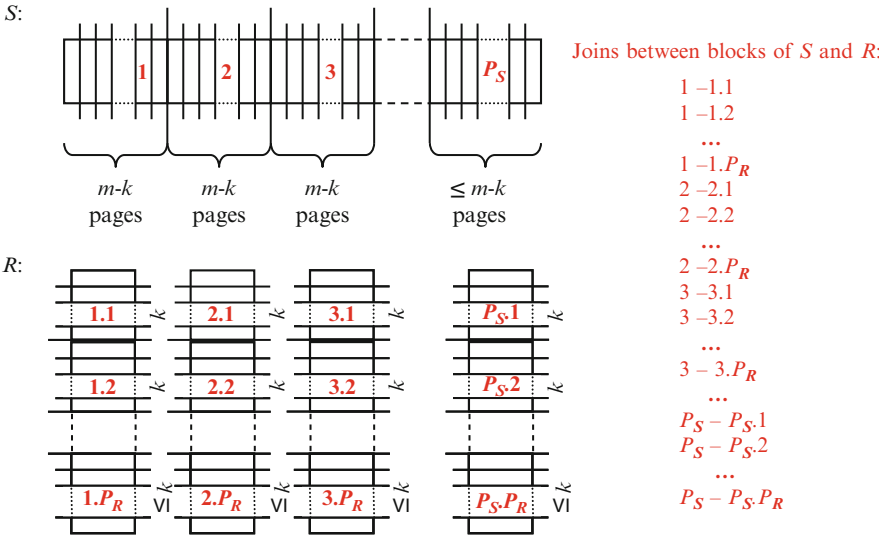 S:
1 2 3 P_S
m-k m-k m-k ≤ m-k
pages pages pages pages
R:
1.1 k 2.1 k 3.1 k P_S.1 k
1.2 k 2.2 k 3.2 k P_S.2 k
1.P_R ≤ k 2.P_R ≤ k 3.P_R ≤ k P_S.P_R ≤ k
Joins between blocks of S and R:
1 –1.1
1 –1.2
...
1 –1.P_R
2 –2.1
2 –2.2
...
2 –2.P_R
3 –3.1
3 –3.2
...
3 – 3.P_R
...
P_S – P_S.1
P_S – P_S.2
...
P_S – P_S.P_R